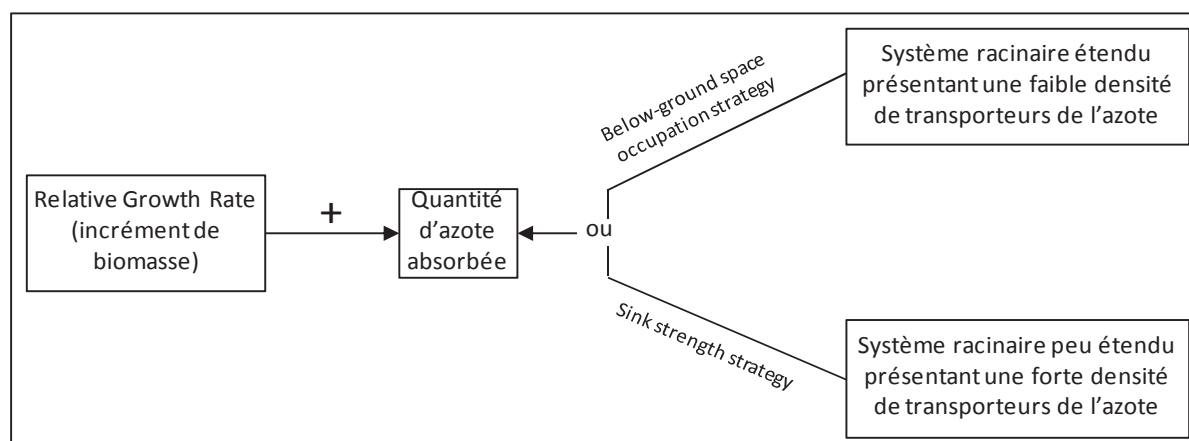 Relative Growth Rate
(incrément de
biomasse)
+
Quantité
d'azote
absorbée
ou
Below-ground space
occupation strategy
Système racinaire étendu
présentant une faible densité
de transporteurs de l'azote
Sink strength strategy
Système racinaire peu étendu
présentant une forte densité
de transporteurs de l'azote